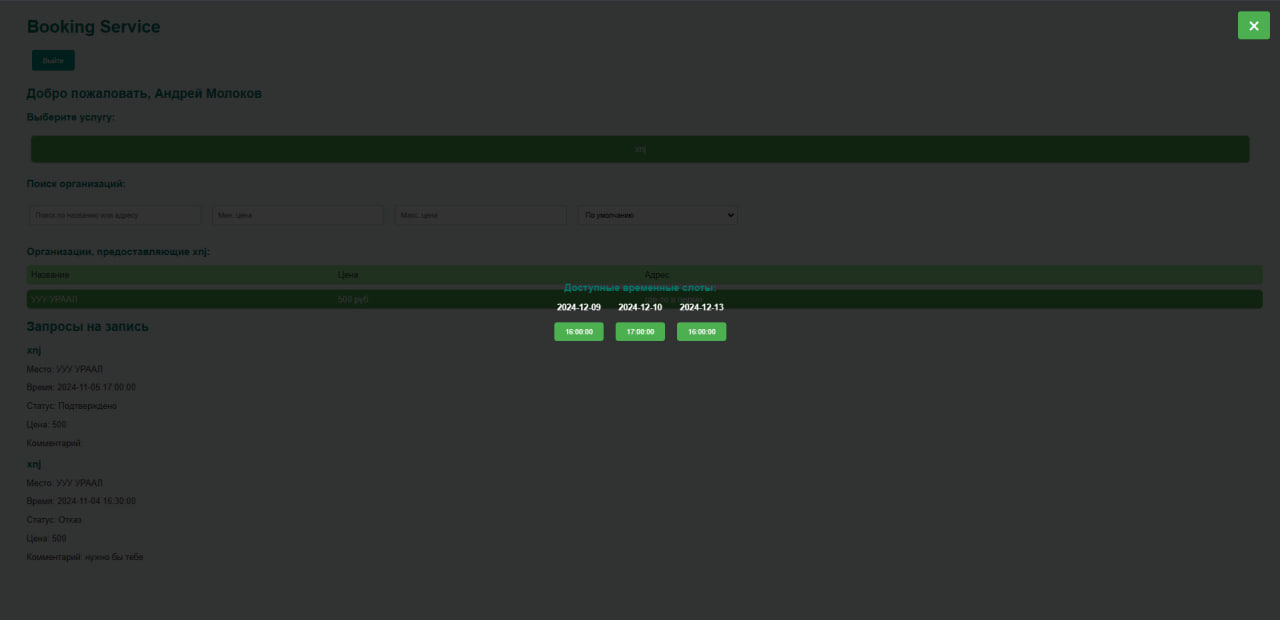 Booking Service
×
Выйти
Добро пожаловать, Андрей Молоков
Выберите услугу:
xnj
Поиск организаций:
Поиск по названию или адресу Мин. цена Макс. цена По умолчанию
Организации, предоставляющие xnj:
Название Цена Адрес
УУУ УРААЛ 500 руб.
Доступные временные слоты:
2024-12-09 2024-12-10 2024-12-13
16:00:00 17:00:00 16:00:00
Запросы на запись
xnj
Место: УУУ УРААЛ
Время: 2024-11-05 17:00:00
Статус: Подтверждено
Цена: 500
Комментарий:
xnj
Место: УУУ УРААЛ
Время: 2024-11-04 16:30:00
Статус: Отказ
Цена: 500
Комментарий: нужно бы тебе